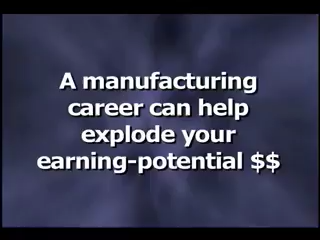 A manufacturing
career can help
explode your
earning-potential $$